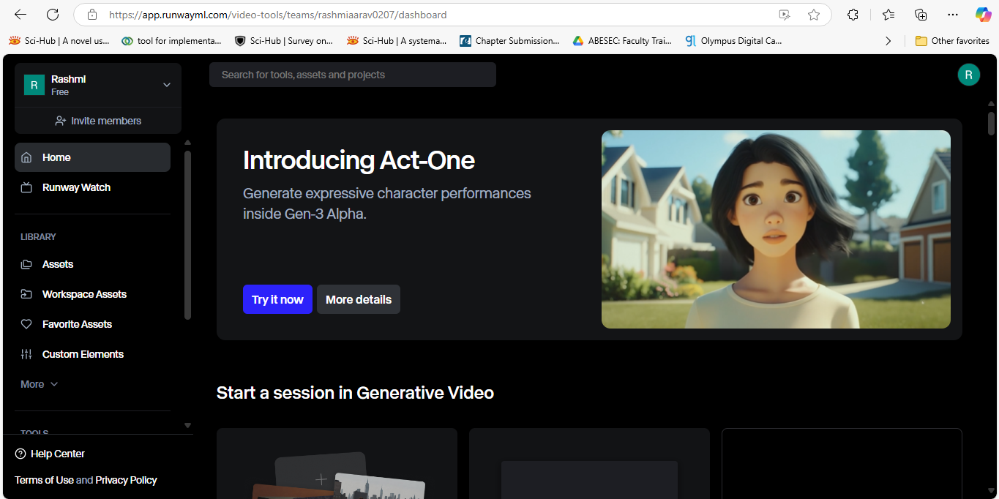 https://app.runwayml.com/video-tools/teams/rashmiaarav0207/dashboard
Sci-Hub | A novel us...
tool for implementa...
Sci-Hub | Survey on...
Sci-Hub | A systema...
Chapter Submission...
ABESEC: Faculty Trai...
Olympus Digital Ca...
Other favorites
R
RashmI
Free
Invite members
Search for tools, assets and projects
R
Home
Runway Watch
LIBRARY
Assets
Workspace Assets
Favorite Assets
Custom Elements
More
TOOLS
Help Center
Terms of Use and Privacy Policy
Introducing Act-One
Generate expressive character performances
inside Gen-3 Alpha.
Try it now
More details
Start a session in Generative Video